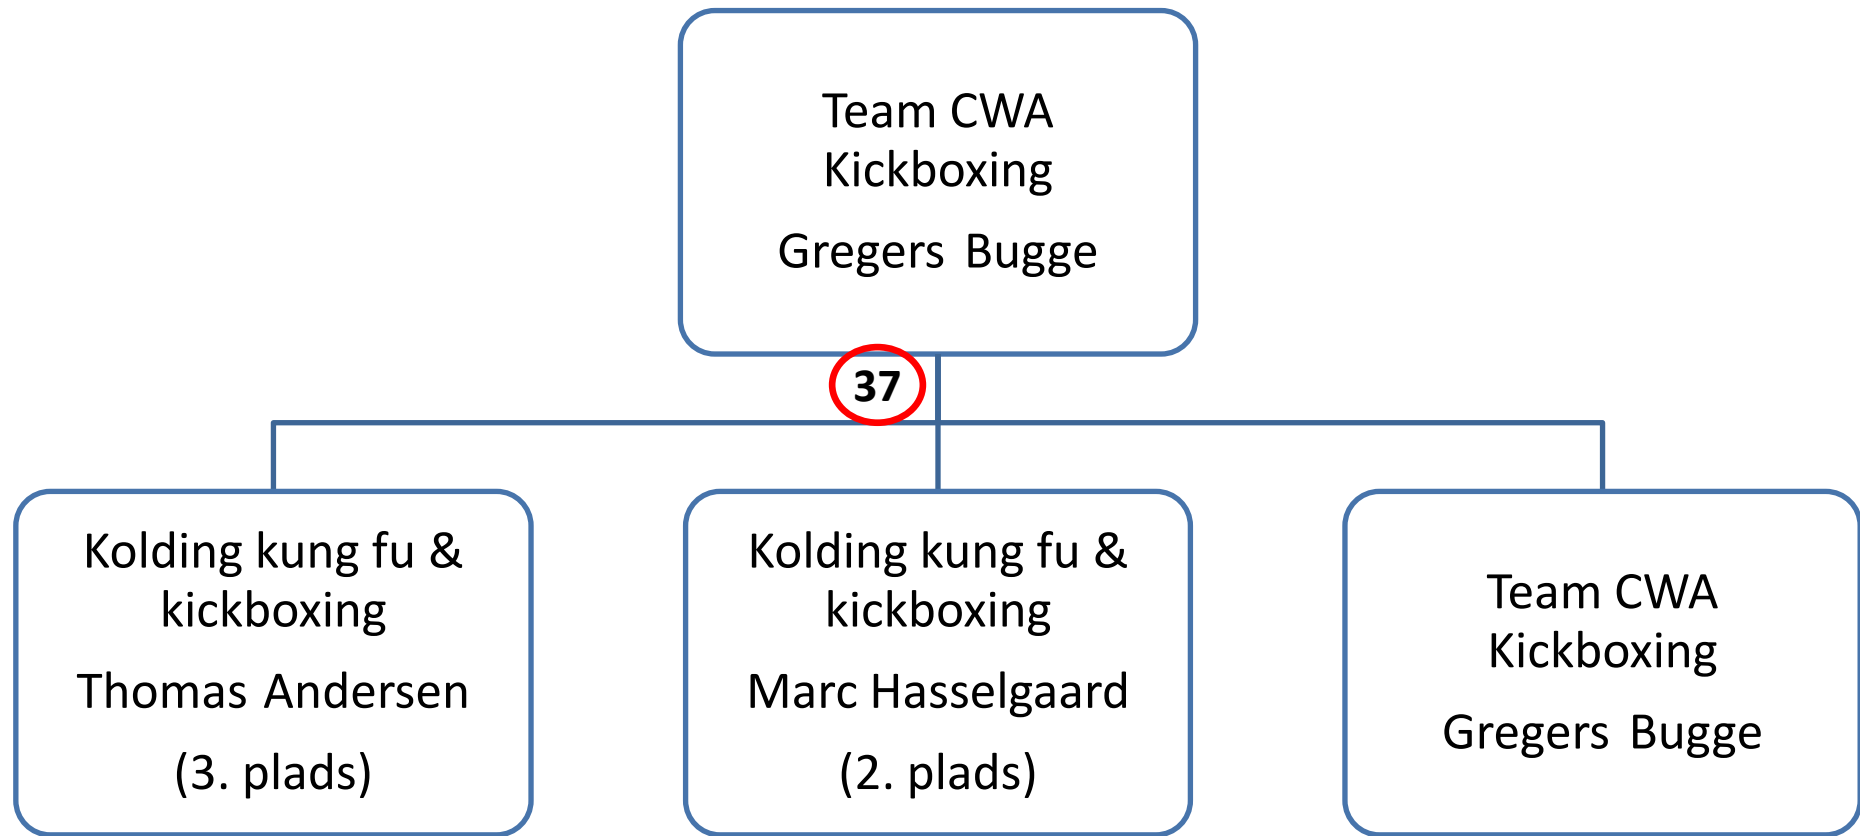 Team CWA
Kickboxing
Gregers Bugge
37
Kolding kung fu &
kickboxing
Thomas Andersen
(3. plads)
Kolding kung fu &
kickboxing
Marc Hasselgaard
(2. plads)
Team CWA
Kickboxing
Gregers Bugge